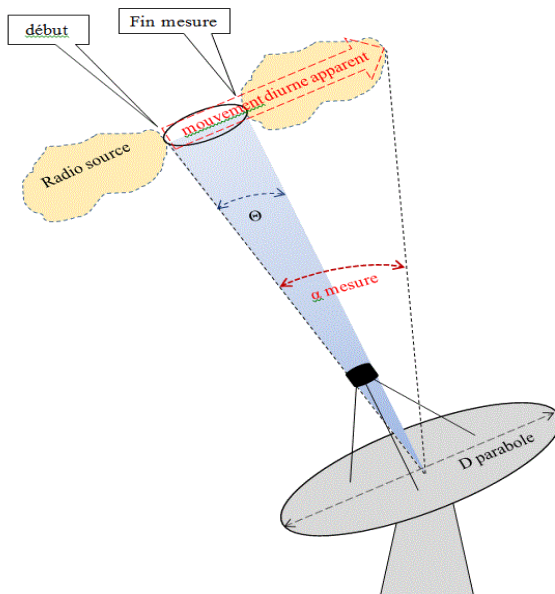 Fin mesure
début
mouvement diurne apparent
Radio source
Θ
α mesure
D parabole